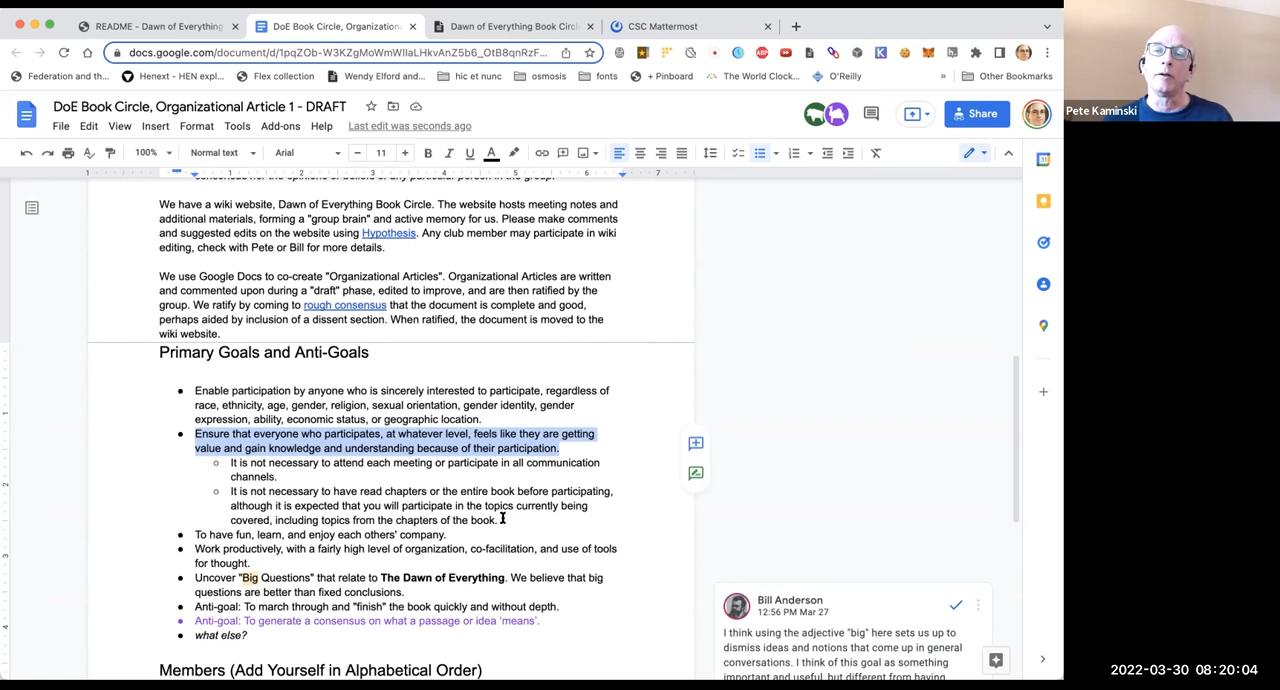 README - Dawn of Everything
DoE Book Circle, Organizationa
Dawn of Everything Book Circ
CSC Mattermost
docs.google.com/document/d/1pqZOb-W3KZgMoWmWIIaLHkvAnZ5b6_OtB8qnRzF...
Federation and th...
Henext - HEN expl...
Flex collection
Wendy Elford and...
hic et nunc
osmosis
fonts
+ Pinboard
The World Clock...
O'Reilly
»
Other Bookmarks
DoE Book Circle, Organizational Article 1 - DRAFT
File Edit View Insert Format Tools Add-ons Help Last edit was seconds ago
Share
100% Normal text Arial 11
1 1 2 3 4 5 6 7
We have a wiki website, Dawn of Everything Book Circle. The website hosts meeting notes and
additional materials, forming a "group brain" and active memory for us. Please make comments
and suggested edits on the website using Hypothesis. Any club member may participate in wiki
editing, check with Pete or Bill for more details.
We use Google Docs to co-create "Organizational Articles". Organizational Articles are written
and commented upon during a "draft" phase, edited to improve, and are then ratified by the
group. We ratify by coming to rough consensus that the document is complete and good,
perhaps aided by inclusion of a dissent section. When ratified, the document is moved to the
wiki website.
Primary Goals and Anti-Goals
● Enable participation by anyone who is sincerely interested to participate, regardless of
race, ethnicity, age, gender, religion, sexual orientation, gender identity, gender
expression, ability, economic status, or geographic location.
● Ensure that everyone who participates, at whatever level, feels like they are getting
value and gain knowledge and understanding because of their participation.
○ It is not necessary to attend each meeting or participate in all communication
channels.
○ It is not necessary to have read chapters or the entire book before participating,
although it is expected that you will participate in the topics currently being
covered, including topics from the chapters of the book.
● To have fun, learn, and enjoy each others' company.
● Work productively, with a fairly high level of organization, co-facilitation, and use of tools
for thought.
● Uncover "Big Questions" that relate to The Dawn of Everything. We believe that big
questions are better than fixed conclusions.
● Anti-goal: To march through and "finish" the book quickly and without depth.
● Anti-goal: To generate a consensus on what a passage or idea 'means'.
● what else?
Members (Add Yourself in Alphabetical Order)
Bill Anderson
12:56 PM Mar 27
I think using the adjective "big" here sets us up to
dismiss ideas and notions that come up in general
conversations. I think of this goal as something
important and useful, but different from having
Pete Kaminski
2022-03-30 08:20:04